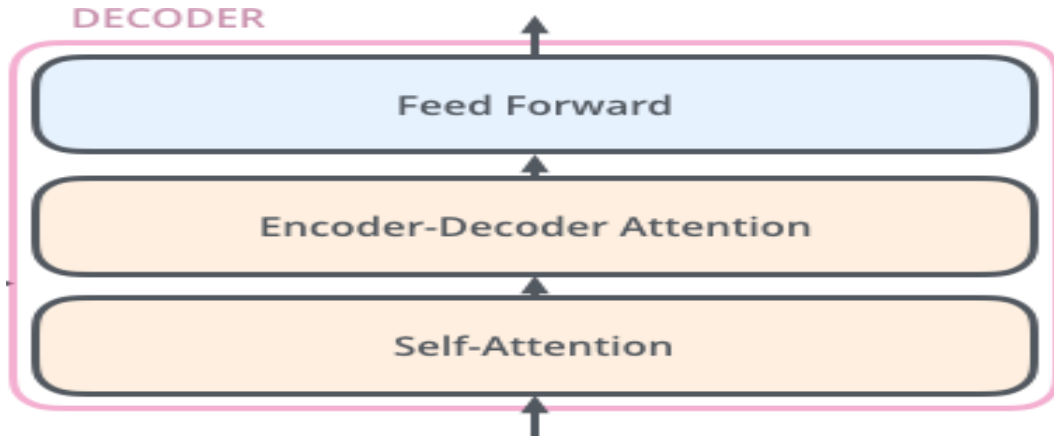 DECODER
Feed Forward
Encoder-Decoder Attention
Self-Attention